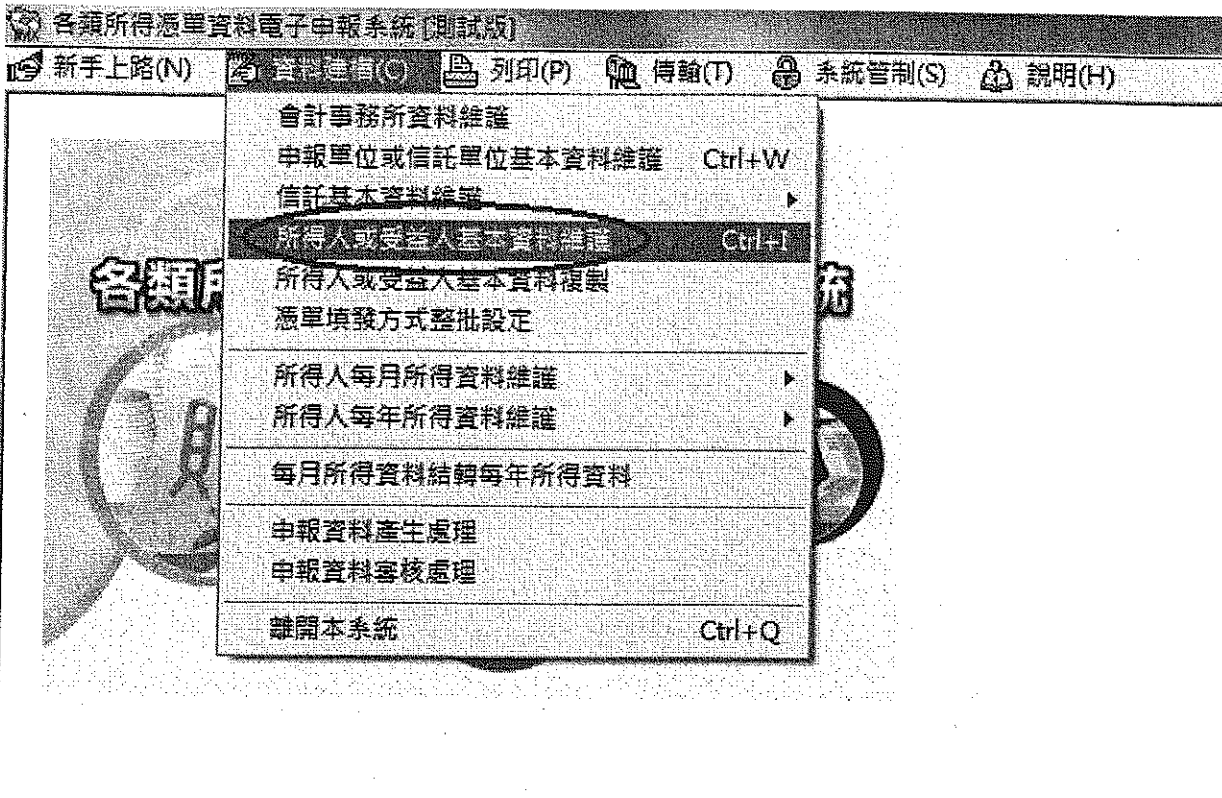 各類所得憑單資料電子申報系統 [測試版]
新手上路(N) 資料建置(O) 列印(P) 傳輸(T) 系統管制(S) 說明(H)
會計事務所資料維護
申報單位或信託單位基本資料維護 Ctrl+W
信託基本資料維護
所得人或受益人基本資料維護 Ctrl+I
所得人或受益人基本資料複製
憑單填發方式整批設定
各類所 統
所得人每月所得資料維護
所得人每年所得資料維護
每月所得資料結轉每年所得資料
申報資料產生處理
申報資料審核處理
離開本系統 Ctrl+Q